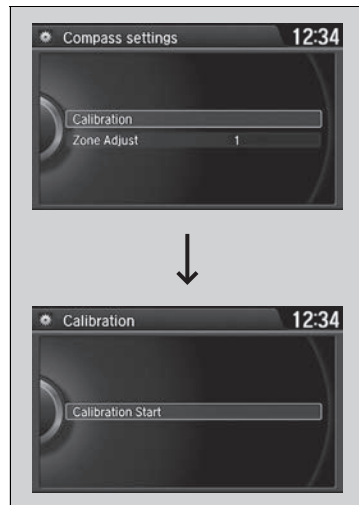 Compass settings 12:34
Calibration
Zone Adjust 1
Calibration 12:34
Calibration Start